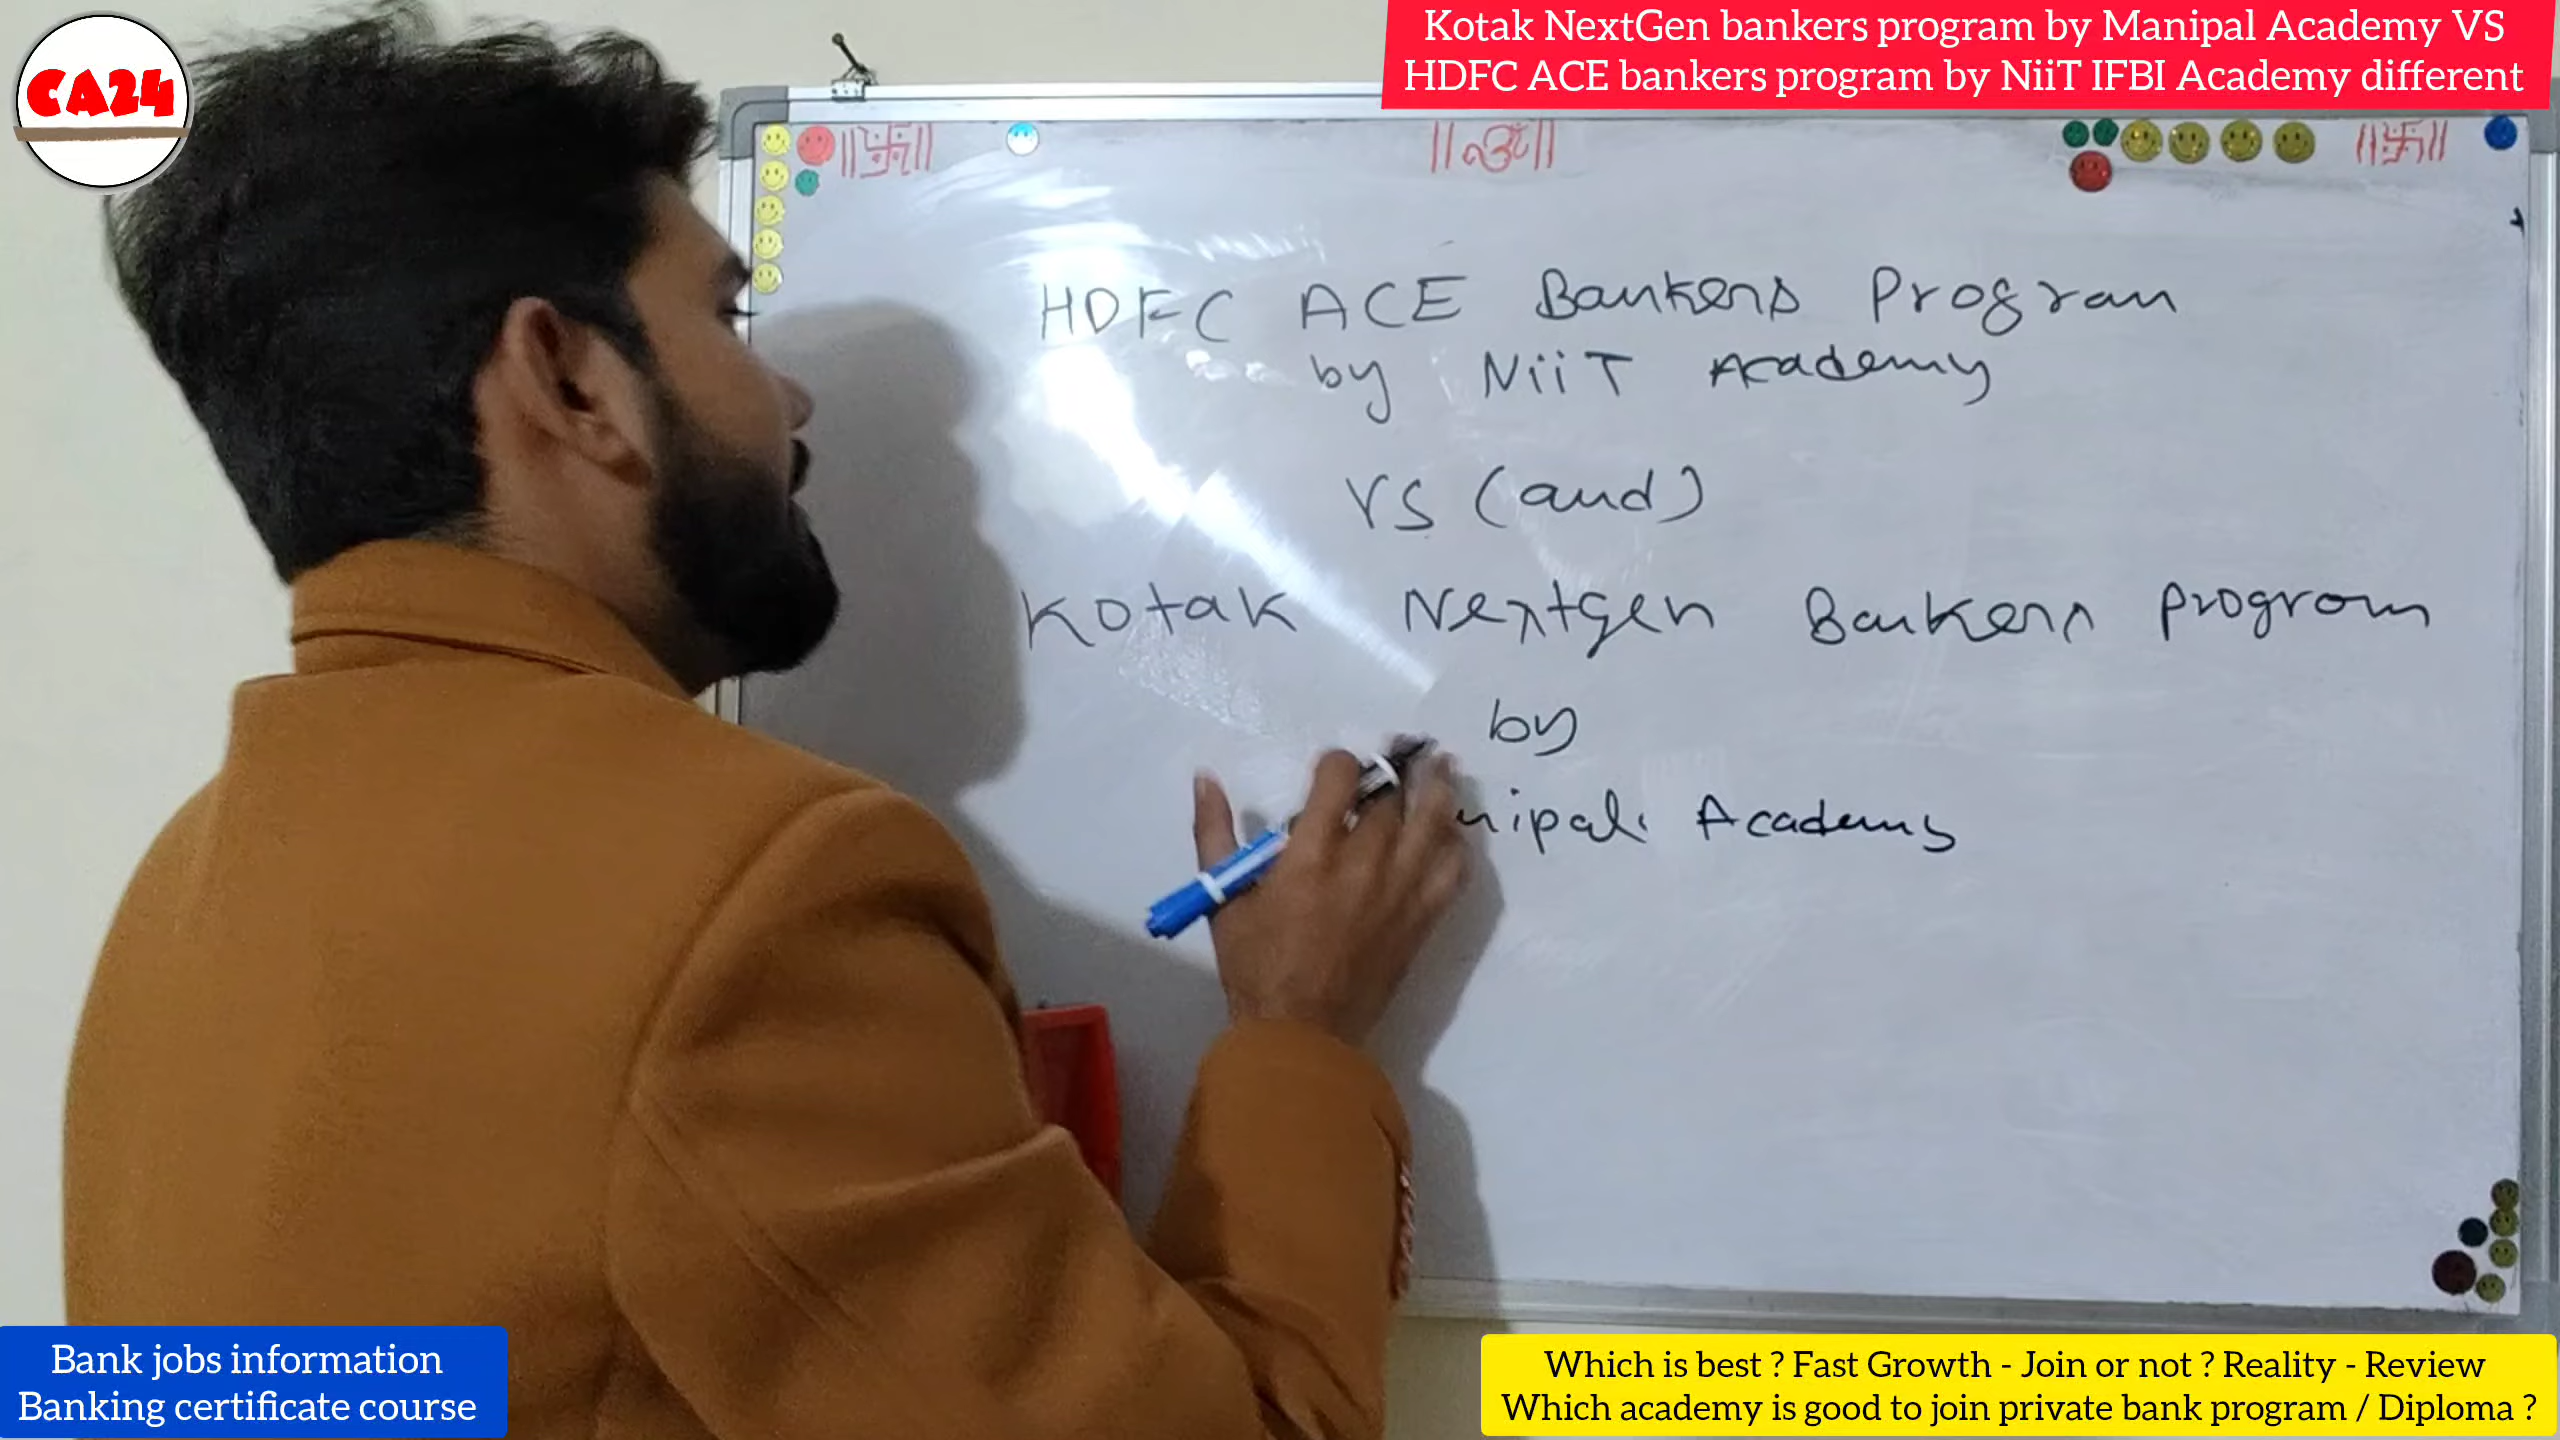 CA24
Kotak NextGen bankers program by Manipal Academy VS
HDFC ACE bankers program by NiiT IFBI Academy different
||卐|| ||ॐ|| ||卐||
HDFC ACE Bankers Program
by NiiT Academy
VS (and)
Kotak Nextgen Bankers Program
by
nipal Academy
Bank jobs information
Banking certificate course
Which is best ? Fast Growth - Join or not ? Reality - Review
Which academy is good to join private bank program / Diploma ?